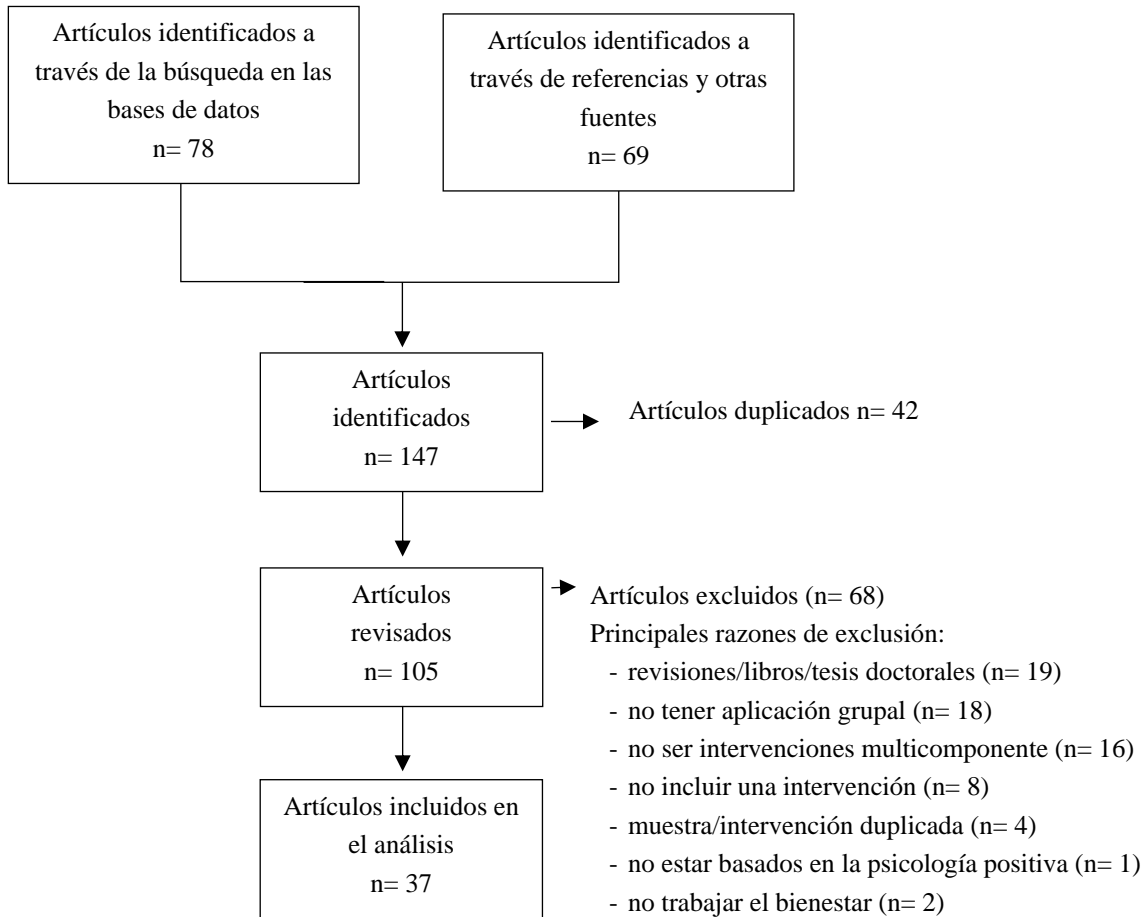 Artículos identificados a
través de la búsqueda en las
bases de datos
n= 78
Artículos identificados a
través de referencias y otras
fuentes
n= 69
Artículos
identificados
n= 147
Artículos duplicados n= 42
Artículos
revisados
n= 105
Artículos excluidos (n= 68)
Principales razones de exclusión:
- revisiones/libros/tesis doctorales (n= 19)
- no tener aplicación grupal (n= 18)
- no ser intervenciones multicomponente (n= 16)
- no incluir una intervención (n= 8)
- muestra/intervención duplicada (n= 4)
- no estar basados en la psicología positiva (n= 1)
- no trabajar el bienestar (n= 2)
Artículos incluidos en
el análisis
n= 37